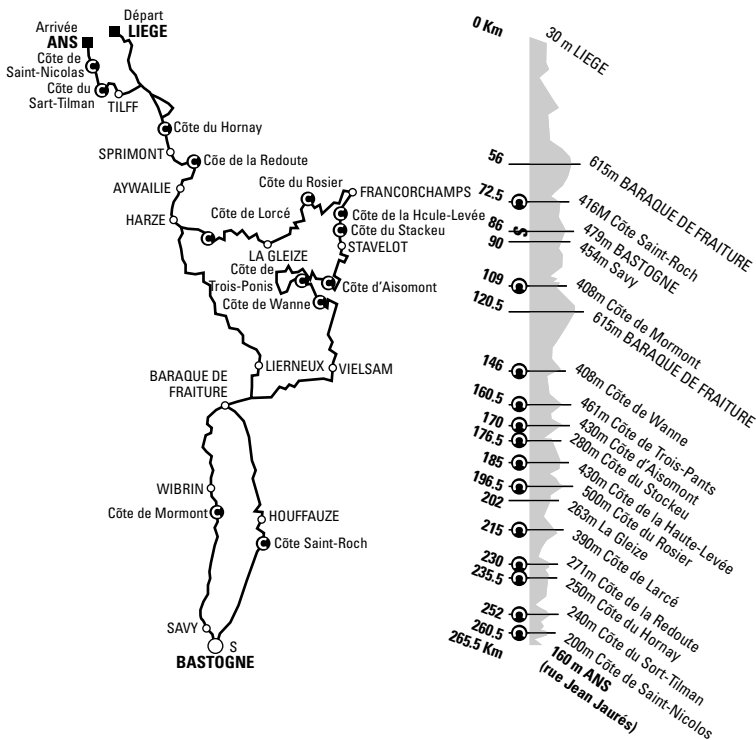 Départ
LIEGE
Arrivée
ANS
Côte de
Saint-Nicolas
Côte du
Sart-Tilman
TILFF
Côte du Hornay
SPRIMONT
Cõe de la Redoute
AYWAILIE
Côte du Rosier
FRANCORCHAMPS
HARZE
Côte de Lorcé
Côte de la Hcule-Levée
Côte du Stackeu
LA GLEIZE
STAVELOT
Côte de
Trois-Ponis
Côte d'Aisomont
Côte de Wanne
LIERNEUX
VIELSAM
BARAQUE DE
FRAITURE
WIBRIN
Côte de Mormont
HOUFFAUZE
Côte Saint-Roch
SAVY
S
BASTOGNE
0 Km
30 m LIEGE
56
615m BARAQUE DE FRAITURE
72.5
416M Côte Saint-Roch
86
S
479m BASTOGNE
90
454m Savy
109
408m Côte de Mormont
120.5
615m BARAQUE DE FRAITURE
146
408m Côte de Wanne
160.5
461m Côte de Trois-Pants
170
430m Côte d'Aisomont
176.5
280m Côte du Stockeu
185
430m Côte de la Haute-Levée
196.5
500m Côte du Rosier
202
263m La Gleize
215
390m Côte de Larcé
230
271m Côte de la Redoute
235.5
250m Côte du Hornay
252
240m Côte du Sort-Tilman
260.5
200m Côte de Saint-Nicolos
265.5 Km
160 m ANS
(rue Jean Jaurés)